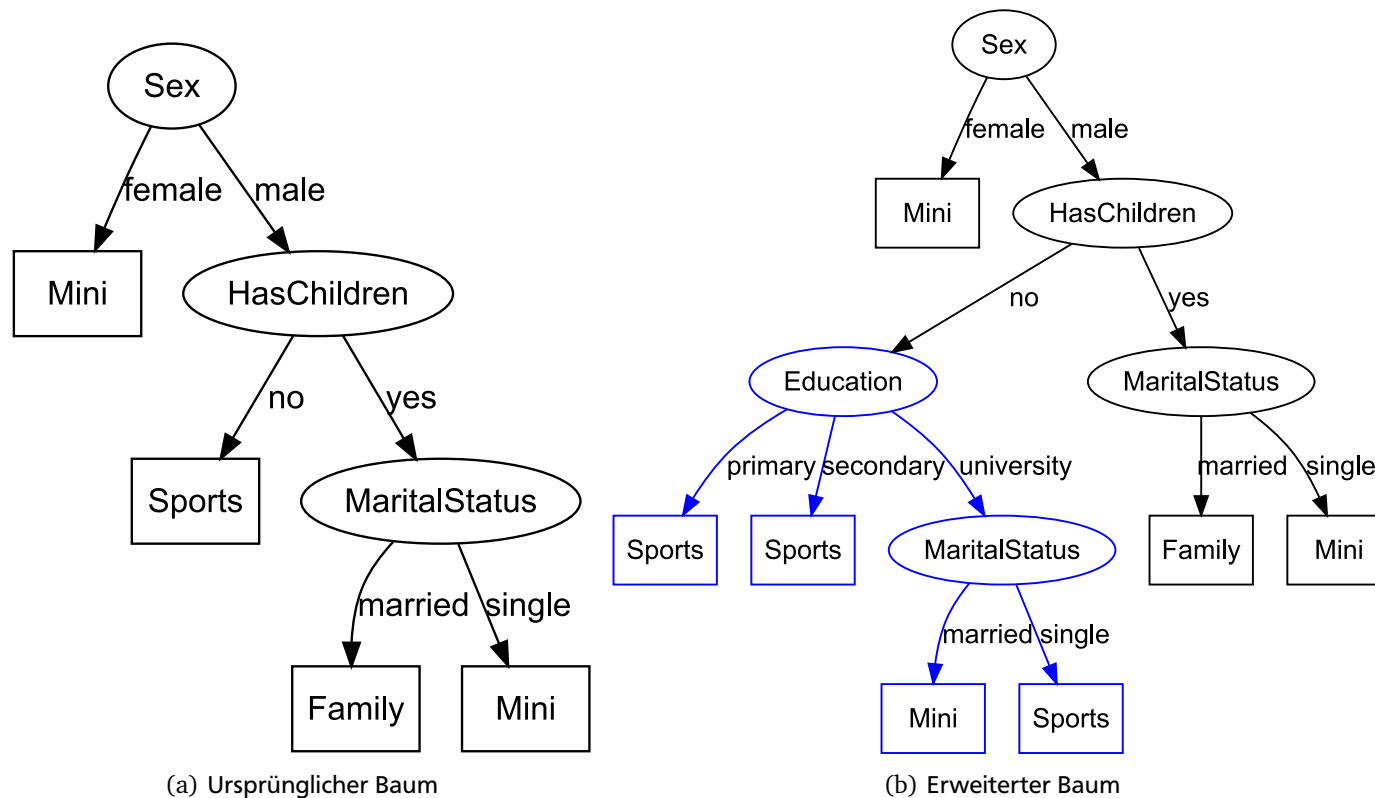 Sex
female
male
Mini
HasChildren
no
yes
Sports
MaritalStatus
married
single
Family
Mini
(a) Ursprünglicher Baum
Sex
female
male
Mini
HasChildren
no
yes
Education
MaritalStatus
primary
secondary
university
married
single
Sports
Sports
MaritalStatus
Family
Mini
married
single
Mini
Sports
(b) Erweiterter Baum